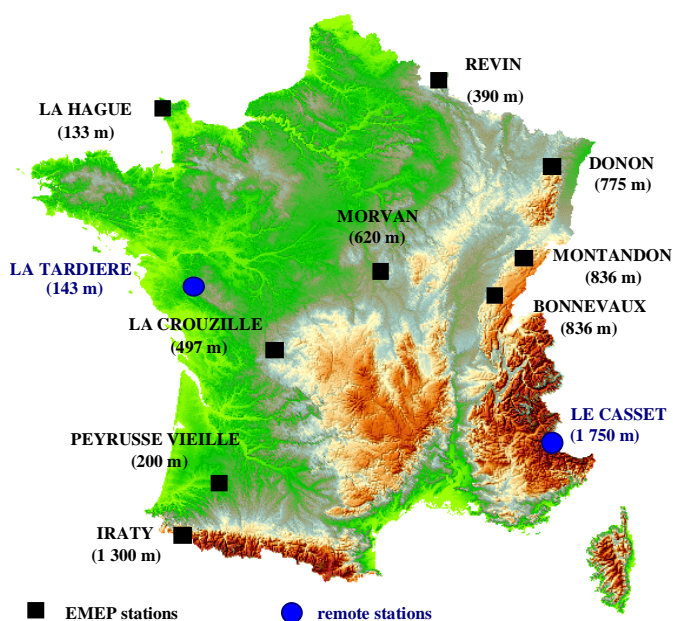 REVIN
(390 m)
LA HAGUE
(133 m)
DONON
(775 m)
MORVAN
(620 m)
MONTANDON
(836 m)
LA TARDIERE
(143 m)
BONNEVAUX
(836 m)
LA CROUZILLE
(497 m)
LE CASSET
(1 750 m)
PEYRUSSE VIEILLE
(200 m)
IRATY
(1 300 m)
EMEP stations
remote stations